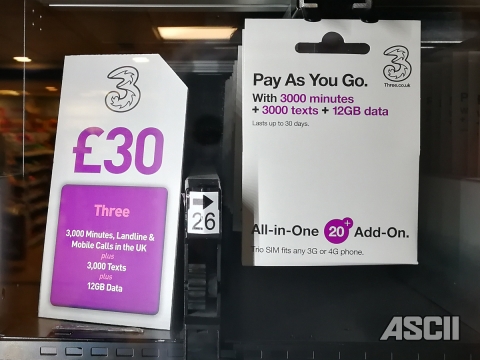 3
£30
Three
3,000 Minutes, Landline &
Mobile Calls in the UK
plus
3,000 Texts
plus
12GB Data
26
3
Three.co.uk
Pay As You Go.
With 3000 minutes
+ 3000 texts + 12GB data
Lasts up to 30 days.
All-in-One 20+ Add-On.
Trio SIM fits any 3G or 4G phone.
ASCII